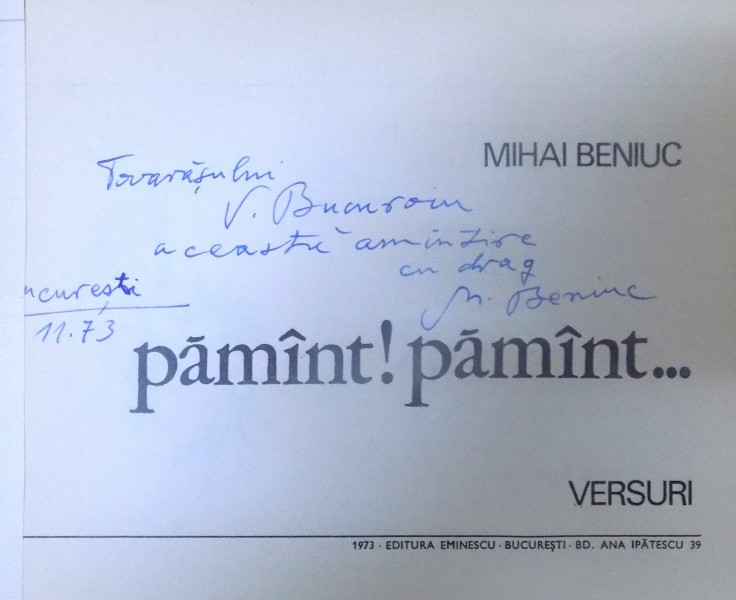 MIHAI BENIUC
Tovarășului
V. Bucuroiu
această amintire
cu drag
M. Beniuc
ucurești
11.73
pămînt! pămînt...
VERSURI
1973 · EDITURA EMINESCU · BUCUREȘTI · BD. ANA IPĂTESCU 39